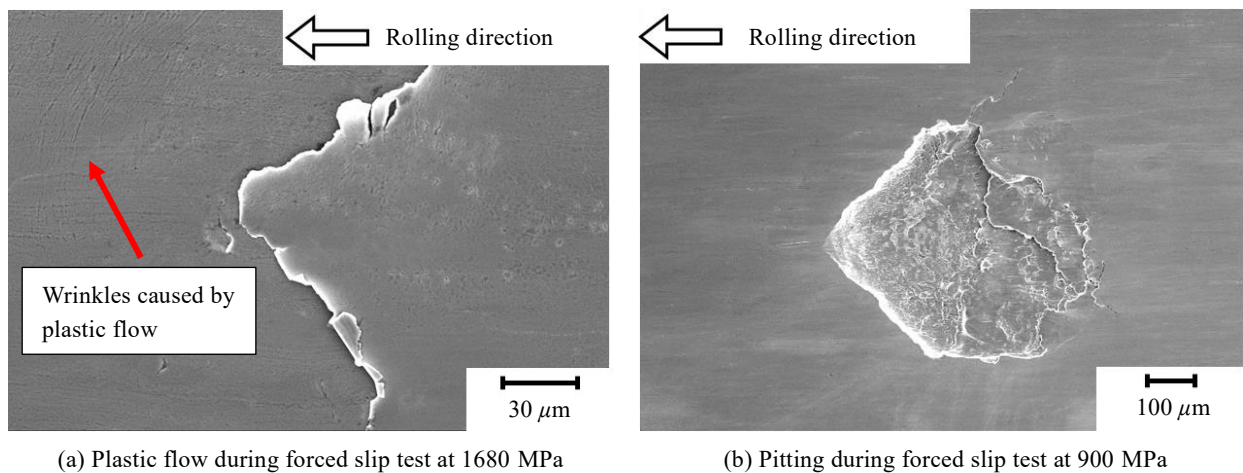 Rolling direction
Rolling direction
Wrinkles caused by
plastic flow
30 μm
100 μm
(a) Plastic flow during forced slip test at 1680 MPa
(b) Pitting during forced slip test at 900 MPa